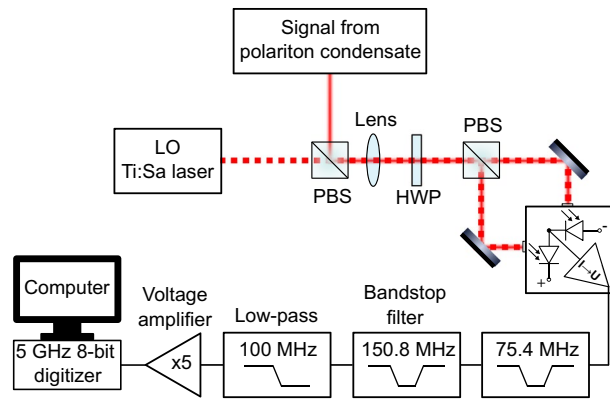 Signal from
polariton condensate
LO
Ti:Sa laser
Lens
PBS
PBS
HWP
-
+
I→U
Computer
5 GHz 8-bit
digitizer
Voltage
amplifier
x5
Low-pass
100 MHz
Bandstop
filter
150.8 MHz
75.4 MHz